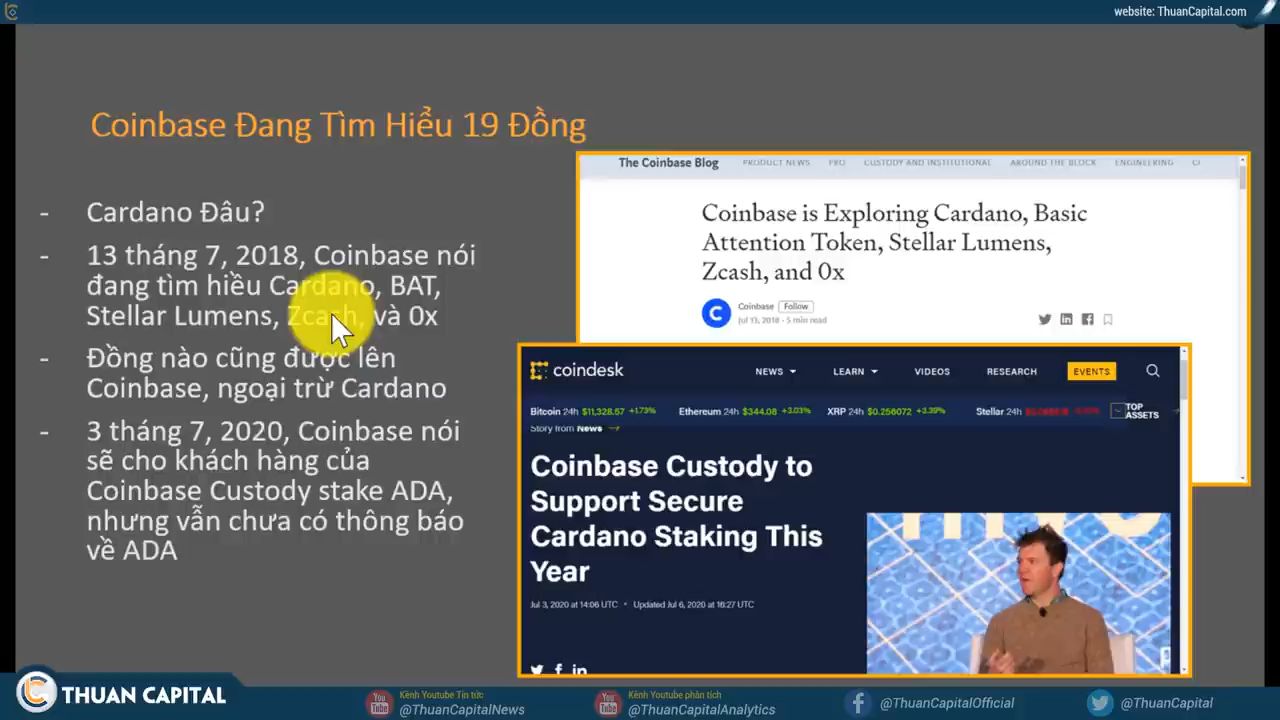 website: ThuanCapital.com
Coinbase Đang Tìm Hiểu 19 Đồng
- Cardano Đâu?
- 13 tháng 7, 2018, Coinbase nói
đang tìm hiều Cardano, BAT,
Stellar Lumens, Zcash, và 0x
- Đồng nào cũng được lên
Coinbase, ngoại trừ Cardano
- 3 tháng 7, 2020, Coinbase nói
sẽ cho khách hàng của
Coinbase Custody stake ADA,
nhưng vẫn chưa có thông báo
về ADA
The Coinbase Blog PRODUCT NEWS PRO CUSTODY AND INSTITUTIONAL AROUND THE BLOCK ENGINEERING
Coinbase is Exploring Cardano, Basic
Attention Token, Stellar Lumens,
Zcash, and 0x
Coinbase Follow
Jul 13, 2018 · 5 min read
coindesk NEWS LEARN VIDEOS RESEARCH EVENTS
Bitcoin 24h $11,328.57 +1.73% Ethereum 24h $344.08 +3.03% XRP 24h $0.256072 +3.39% Stellar 24h TOP
ASSETS
Story from News
Coinbase Custody to
Support Secure
Cardano Staking This
Year
Jul 3, 2020 at 14:06 UTC • Updated Jul 6, 2020 at 16:27 UTC
THUAN CAPITAL
Kênh Youtube Tin tức
@ThuanCapitalNews
Kênh Youtube phân tích
@ThuanCapitalAnalytics
@ThuanCapitalOfficial
@ThuanCapital